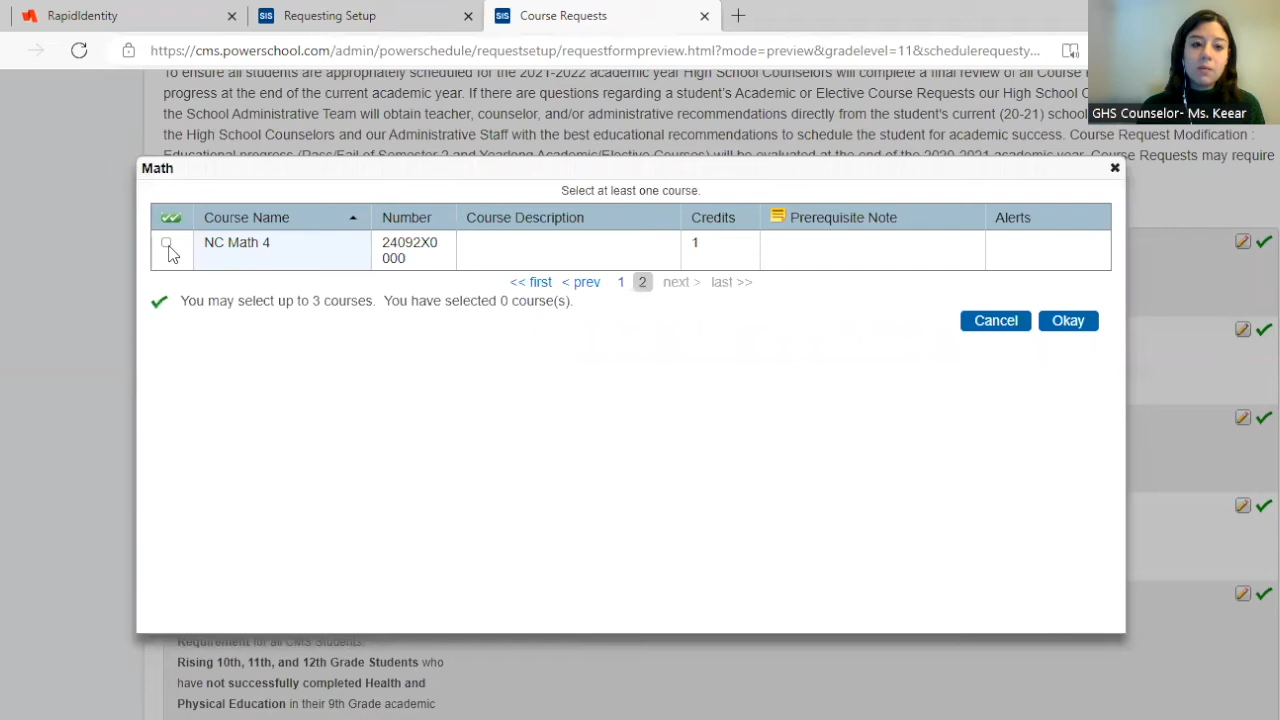 RapidIdentity
SIS Requesting Setup
SIS Course Requests
https://cms.powerschool.com/admin/powerschedule/requestsetup/requestformpreview.html?mode=preview&gradelevel=11&schedulerequesty...
To ensure all students are appropriately scheduled for the 2021-2022 academic year High School Counselors will complete a final review of all Course
progress at the end of the current academic year. If there are questions regarding a student's Academic or Elective Course Requests our High School C
the School Administrative Team will obtain teacher, counselor, and/or administrative recommendations directly from the student's current (20-21) school
the High School Counselors and our Administrative Staff with the best educational recommendations to schedule the student for academic success. Course Request Modification :
Educational progress (Pass/Fail of Semester 2 and Yearlong Academic/Elective Courses) will be evaluated at the end of the 2020-2021 academic year. Course Requests may require
GHS Counselor- Ms. Keear
Math
Select at least one course.
Course Name Number Course Description Credits Prerequisite Note Alerts
NC Math 4 24092X0 1
000
<< first < prev 1 2 next > last >>
You may select up to 3 courses. You have selected 0 course(s).
Cancel Okay
Requirement for all CMS Students.
Rising 10th, 11th, and 12th Grade Students who
have not successfully completed Health and
Physical Education in their 9th Grade academic